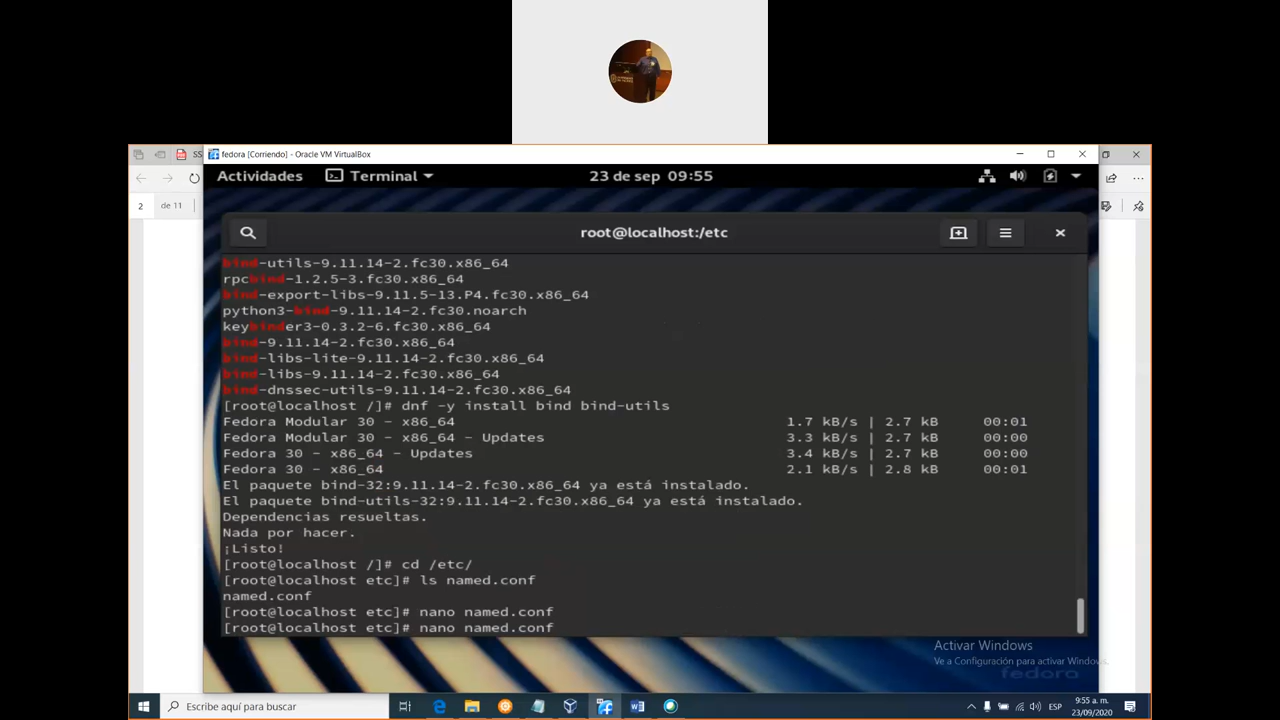 SS
fedora [Corriendo] - Oracle VM VirtualBox
Actividades
Terminal
23 de sep 09:55
2 de 11
root@localhost:/etc
bind-utils-9.11.14-2.fc30.x86_64
rpcbind-1.2.5-3.fc30.x86_64
bind-export-libs-9.11.5-13.P4.fc30.x86_64
python3-bind-9.11.14-2.fc30.noarch
keybinder3-0.3.2-6.fc30.x86_64
bind-9.11.14-2.fc30.x86_64
bind-libs-lite-9.11.14-2.fc30.x86_64
bind-libs-9.11.14-2.fc30.x86_64
bind-dnssec-utils-9.11.14-2.fc30.x86_64
[root@localhost /]# dnf -y install bind bind-utils
Fedora Modular 30 - x86_64 1.7 kB/s | 2.7 kB 00:01
Fedora Modular 30 - x86_64 - Updates 3.3 kB/s | 2.7 kB 00:00
Fedora 30 - x86_64 - Updates 3.4 kB/s | 2.7 kB 00:00
Fedora 30 - x86_64 2.1 kB/s | 2.8 kB 00:01
El paquete bind-32:9.11.14-2.fc30.x86_64 ya está instalado.
El paquete bind-utils-32:9.11.14-2.fc30.x86_64 ya está instalado.
Dependencias resueltas.
Nada por hacer.
¡Listo!
[root@localhost /]# cd /etc/
[root@localhost etc]# ls named.conf
named.conf
[root@localhost etc]# nano named.conf
[root@localhost etc]# nano named.conf
Activar Windows
Ve a Configuración para activar Windows.
fedora
Escribe aquí para buscar
ESP
9:55 a. m.
23/09/2020